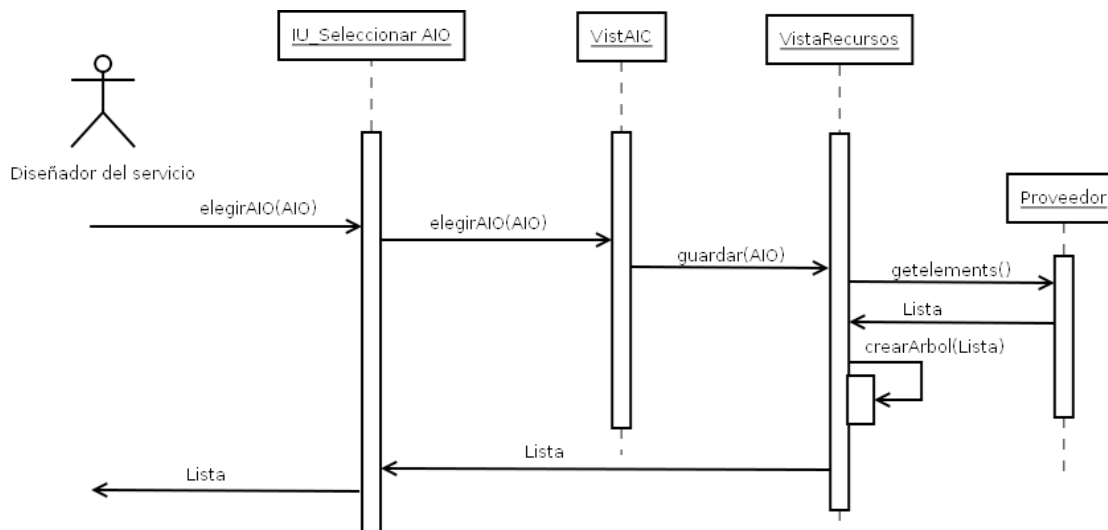 IU_Seleccionar AIO
VistAIC
VistaRecursos
Diseñador del servicio
Proveedor
elegirAIO(AIO)
elegirAIO(AIO)
guardar(AIO)
getelements()
Lista
crearArbol(Lista)
Lista
Lista